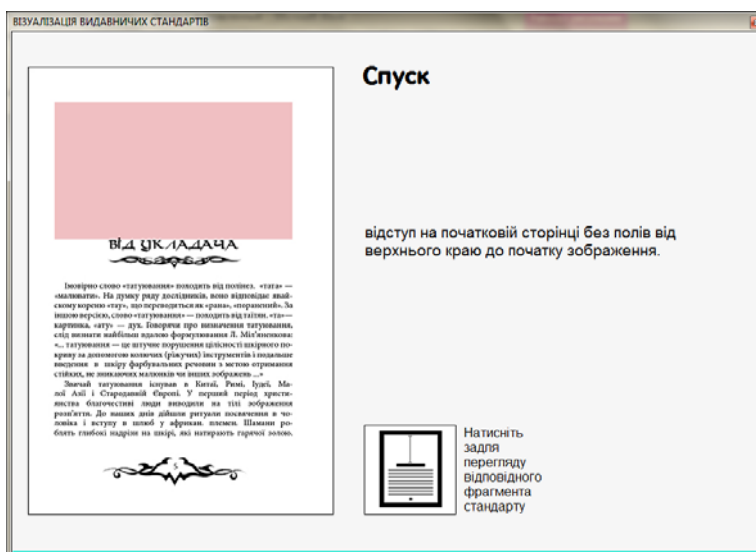 ВІЗУАЛІЗАЦІЯ ВИДАВНИЧИХ СТАНДАРТІВ
Спуск
ВІД УКЛАДАЧА
Імовірно слово «татуювання» походить від полінез. «тата» —
«малювати». На думку ряду дослідників, воно відповідає явай-
скому кореню «тау», що переводяться як «рана», «поранений». За
іншою версією, слово «татуювання» — походить від таїтян. «та»—
картинка, «ату» — дух. Говорячи про визначення татуювання,
слід визнати найбільш вдалою формулювання Л. Міл'яненкова:
«... татуювання — це штучне порушення цілісності шкірного по-
криву за допомогою колючих (ріжучих) інструментів і подальше
введення в шкіру фарбувальних речовин з метою отримання
стійких, не зникаючих малюнків чи інших зображень ...»
Звичай татуювання існував в Китаї, Римі, Іудеї, Ма-
лої Азії і Стародавній Європі. У перший період христи-
янства благочестиві люди виводили на тілі зображення
розп'яття. До наших днів дійшли ритуали посвячення в чо-
ловіка і вступу в шлюб у африкан. племен. Шамани ро-
блять глибокі надрізи на шкірі, які натирають гарячої золою.
5
відступ на початковій сторінці без полів від
верхнього краю до початку зображення.
Натисніть
задля
перегляду
відповідного
фрагмента
стандарту